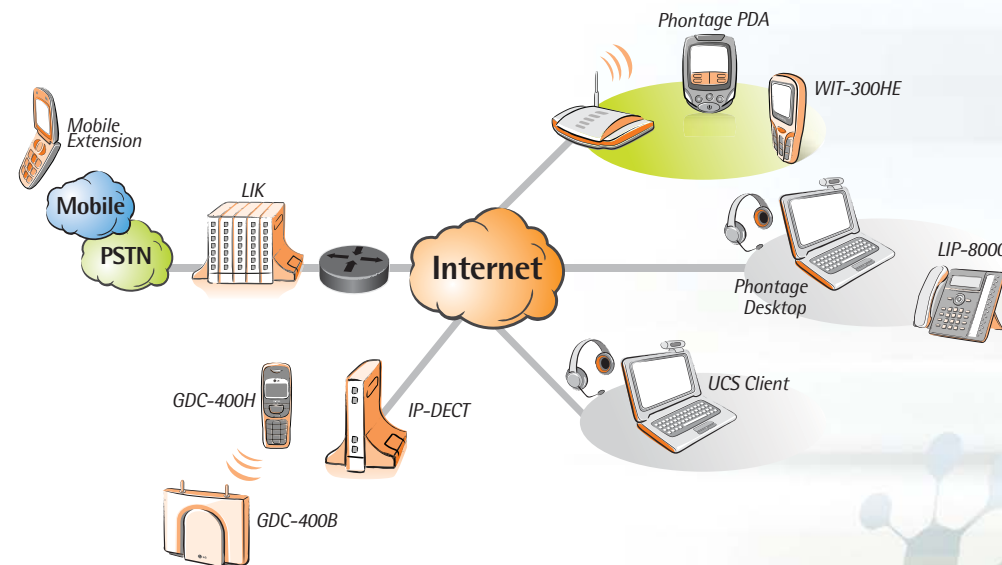 Phontage PDA
WIT-300HE
Mobile
Extension
LIK
Mobile
PSTN
Internet
Phontage
Desktop
LIP-8000
UCS Client
GDC-400H
IP-DECT
GDC-400B